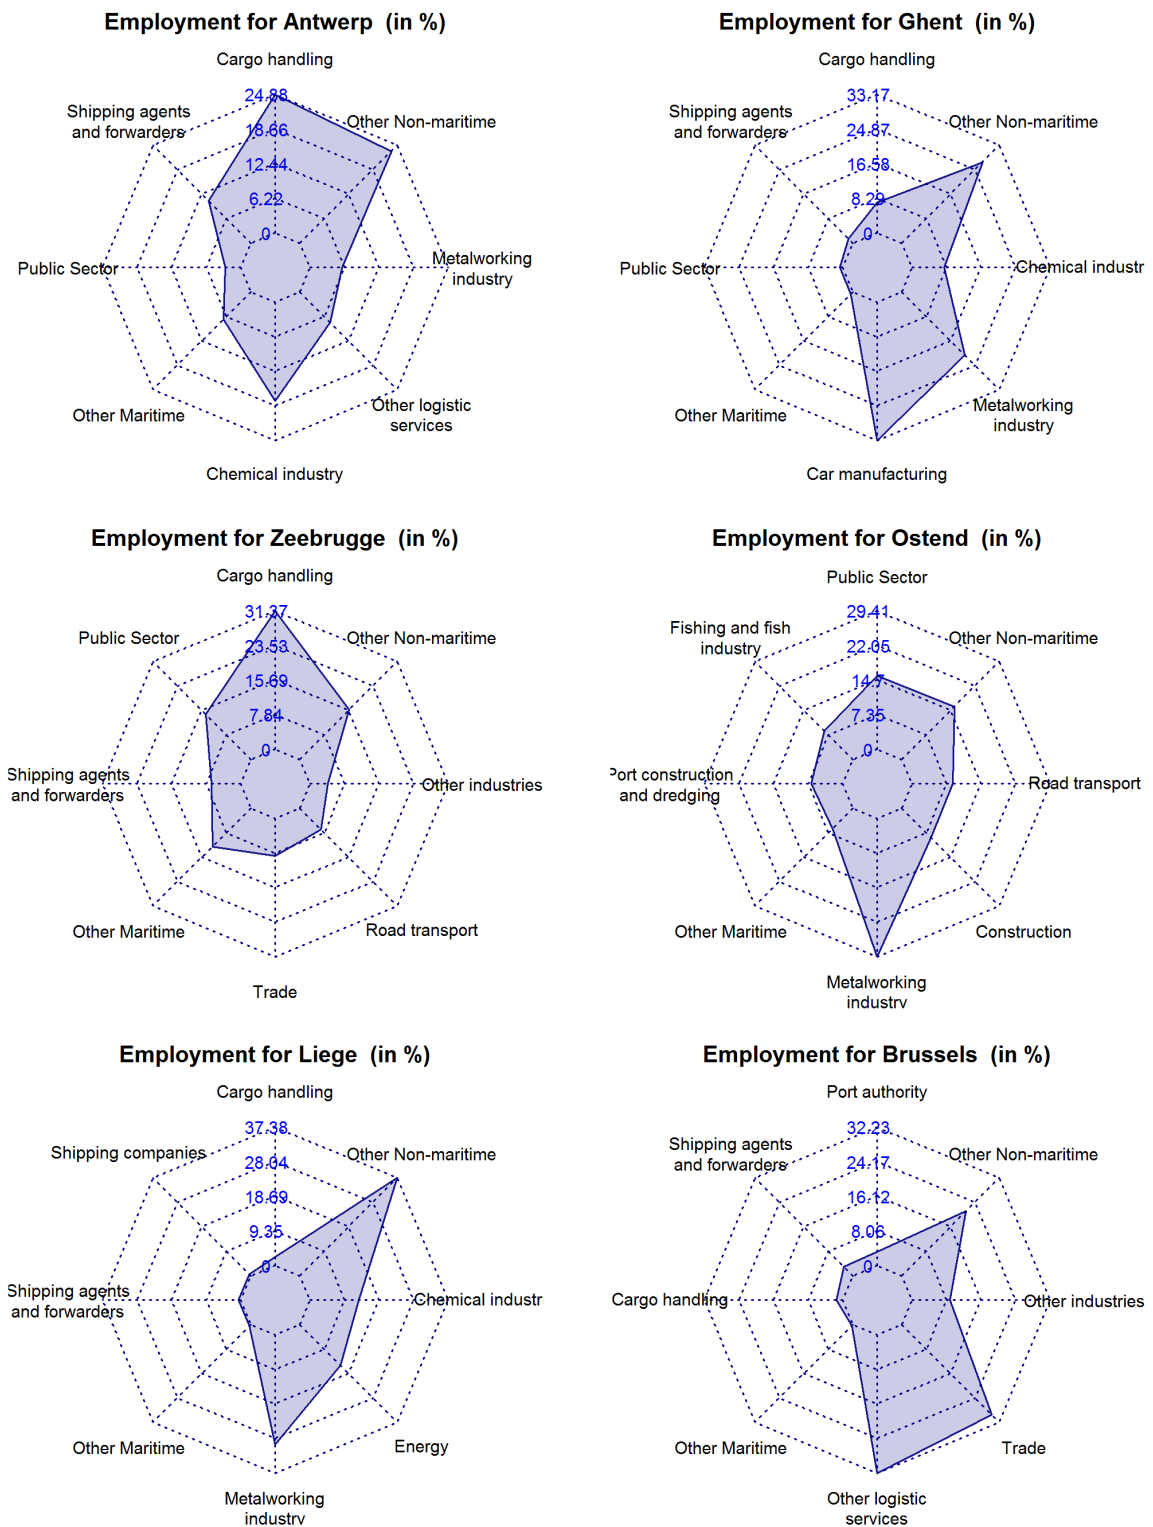 Employment for Antwerp (in %)
Cargo handling
24.88
Shipping agents
and forwarders
Other Non-maritime
18.66
12.44
6.22
0
Public Sector
Metalworking
industry
Other Maritime
Other logistic
services
Chemical industry
Employment for Ghent (in %)
Cargo handling
33.17
Shipping agents
and forwarders
Other Non-maritime
24.87
16.58
8.29
0
Public Sector
Chemical industr
Other Maritime
Metalworking
industry
Car manufacturing
Employment for Zeebrugge (in %)
Cargo handling
31.37
Public Sector
Other Non-maritime
23.53
15.69
7.84
0
Shipping agents
and forwarders
Other industries
Other Maritime
Road transport
Trade
Employment for Ostend (in %)
Public Sector
29.41
Fishing and fish
industry
Other Non-maritime
22.05
14.7
7.35
0
Port construction
and dredging
Road transport
Other Maritime
Construction
Metalworking
industry
Employment for Liege (in %)
Cargo handling
37.38
Shipping companies
Other Non-maritime
28.04
18.69
9.35
0
Shipping agents
and forwarders
Chemical industr
Other Maritime
Energy
Metalworking
industry
Employment for Brussels (in %)
Port authority
32.23
Shipping agents
and forwarders
Other Non-maritime
24.17
16.12
8.06
0
Cargo handling
Other industries
Other Maritime
Trade
Other logistic
services